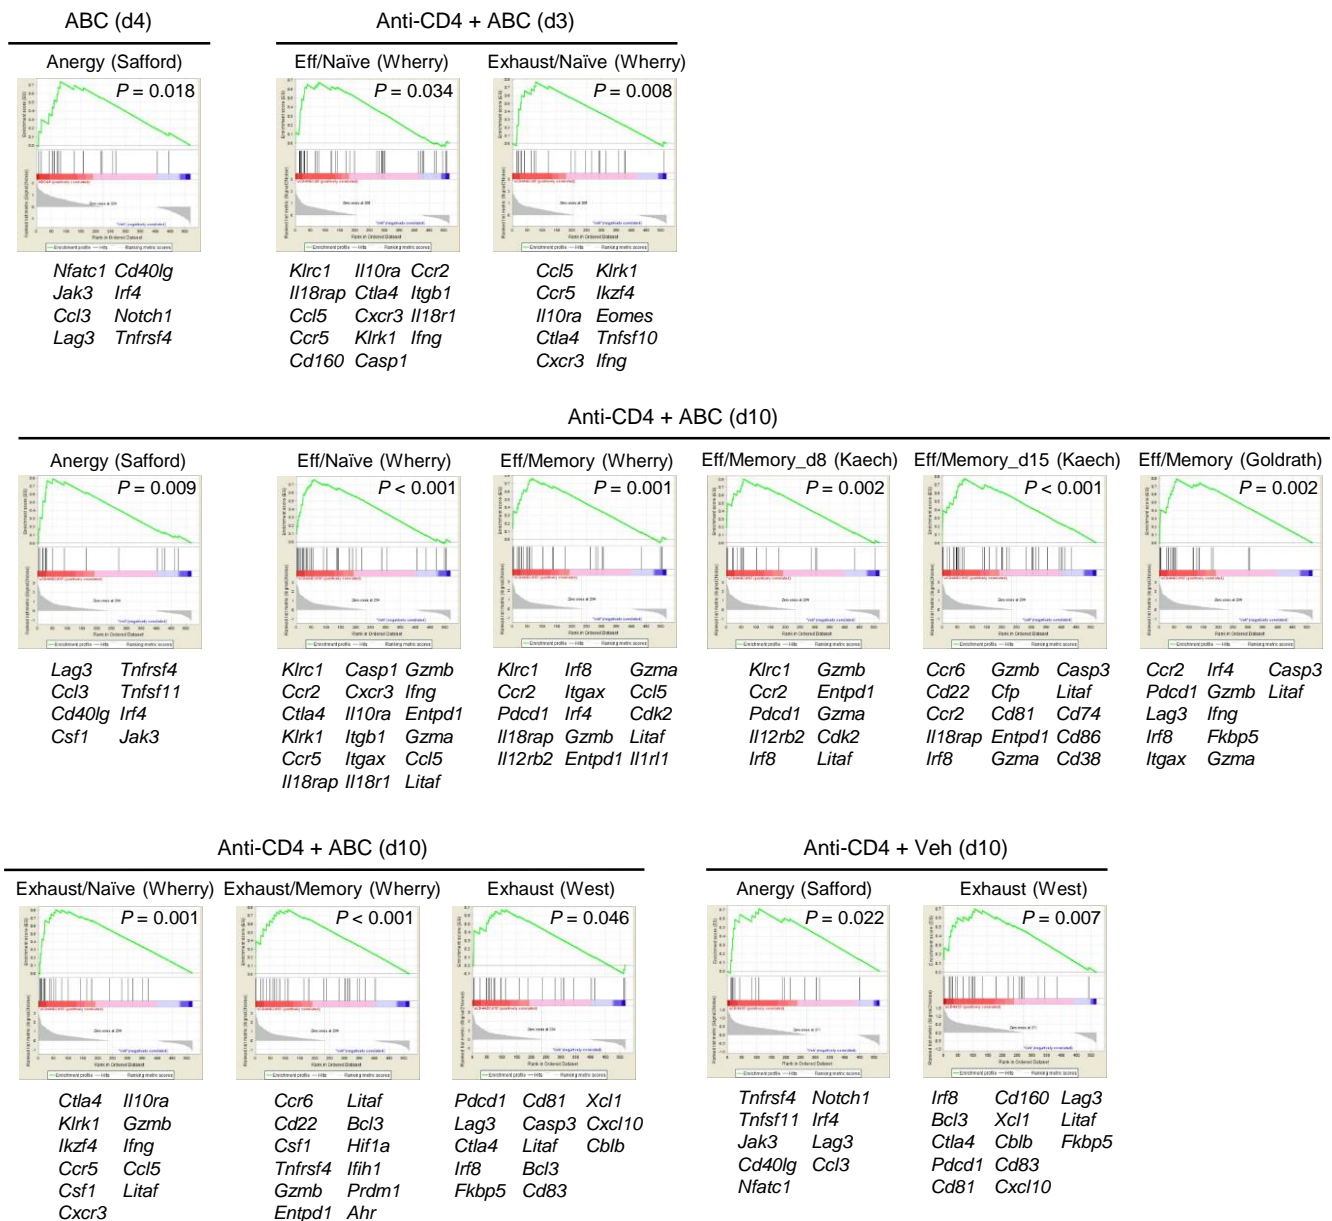 ABC (d4)
Anti-CD4 + ABC (d3)
Anergy (Safford)
Eff/Naïve (Wherry)
Exhaust/Naïve (Wherry)
P = 0.018
P = 0.034
P = 0.008
Nfatc1 Cd40lg
Jak3 Irf4
Ccl3 Notch1
Lag3 Tnfrsf4
Klrc1 Il10ra Ccr2
Il18rap Ctla4 Itgb1
Ccl5 Cxcr3 Il18r1
Ccr5 Klrk1 Ifng
Cd160 Casp1
Ccl5 Klrk1
Ccr5 Ikzf4
Il10ra Eomes
Ctla4 Tnfsf10
Cxcr3 Ifng
Anti-CD4 + ABC (d10)
Anergy (Safford)
Eff/Naïve (Wherry)
Eff/Memory (Wherry)
Eff/Memory_d8 (Kaech)
Eff/Memory_d15 (Kaech)
Eff/Memory (Goldrath)
P = 0.009
P < 0.001
P = 0.001
P = 0.002
P < 0.001
P = 0.002
Lag3 Tnfrsf4
Ccl3 Tnfsf11
Cd40lg Irf4
Csf1 Jak3
Klrc1 Casp1 Gzmb
Ccr2 Cxcr3 Ifng
Ctla4 Il10ra Entpd1
Klrk1 Itgb1 Gzma
Ccr5 Itgax Ccl5
Il18rap Il18r1 Litaf
Klrc1 Irf8 Gzma
Ccr2 Itgax Ccl5
Pdcd1 Irf4 Cdk2
Il18rap Gzmb Litaf
Il12rb2 Entpd1 Il1rl1
Klrc1 Gzmb
Ccr2 Entpd1
Pdcd1 Gzma
Il12rb2 Cdk2
Irf8 Litaf
Ccr6 Gzmb Casp3
Cd22 Cfp Litaf
Ccr2 Cd81 Cd74
Il18rap Entpd1 Cd86
Irf8 Gzma Cd38
Ccr2 Irf4 Casp3
Pdcd1 Gzmb Litaf
Lag3 Ifng
Irf8 Fkbp5
Itgax Gzma
Anti-CD4 + ABC (d10)
Anti-CD4 + Veh (d10)
Exhaust/Naïve (Wherry)
Exhaust/Memory (Wherry)
Exhaust (West)
Anergy (Safford)
Exhaust (West)
P = 0.001
P < 0.001
P = 0.046
P = 0.022
P = 0.007
Ctla4 Il10ra
Klrk1 Gzmb
Ikzf4 Ifng
Ccr5 Ccl5
Csf1 Litaf
Cxcr3
Ccr6 Litaf
Cd22 Bcl3
Csf1 Hif1a
Tnfrsf4 Ifih1
Gzmb Prdm1
Entpd1 Ahr
Pdcd1 Cd81 Xcl1
Lag3 Casp3 Cxcl10
Ctla4 Litaf Cblb
Irf8 Bcl3
Fkbp5 Cd83
Tnfrsf4 Notch1
Tnfsf11 Irf4
Jak3 Lag3
Cd40lg Ccl3
Nfatc1
Irf8 Cd160 Lag3
Bcl3 Xcl1 Litaf
Ctla4 Cblb Fkbp5
Pdcd1 Cd83
Cd81 Cxcl10